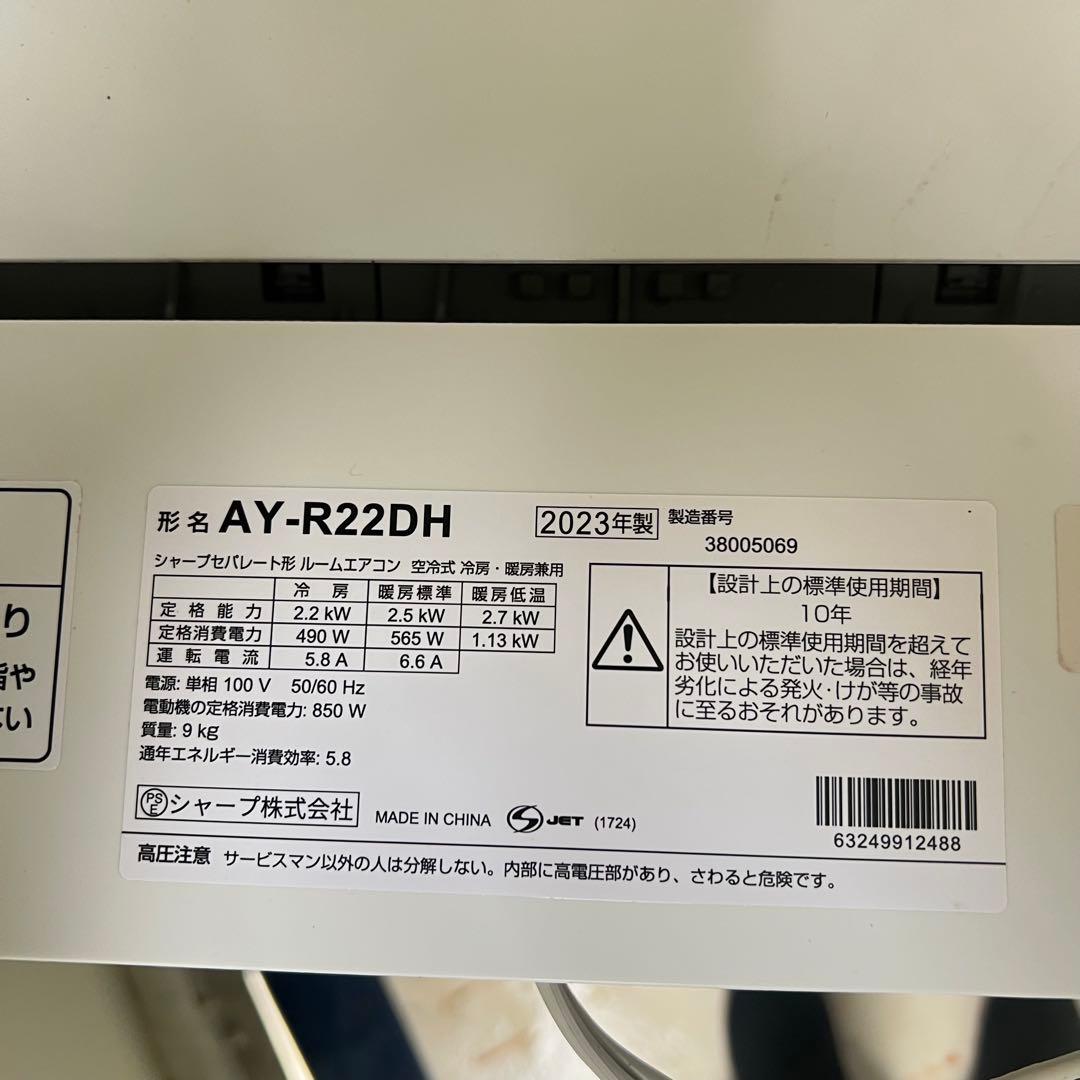 形名 AY-R22DH 2023年製 製造番号
38005069
シャープセパレート形 ルームエアコン 空冷式 冷房・暖房兼用
冷房 暖房標準 暖房低温
定格能力 2.2 kW 2.5 kW 2.7 kW
定格消費電力 490 W 565 W 1.13 kW
運転電流 5.8 A 6.6 A
電源: 単相 100 V 50/60 Hz
電動機の定格消費電力: 850 W
質量: 9 kg
通年エネルギー消費効率: 5.8
【設計上の標準使用期間】
10年
設計上の標準使用期間を超えて
お使いいただいた場合は、経年
劣化による発火・けが等の事故
に至るおそれがあります。
PSE シャープ株式会社 MADE IN CHINA S JET (1724)
63249912488
高圧注意 サービスマン以外の人は分解しない。内部に高電圧部があり、さわると危険です。
り
や
い